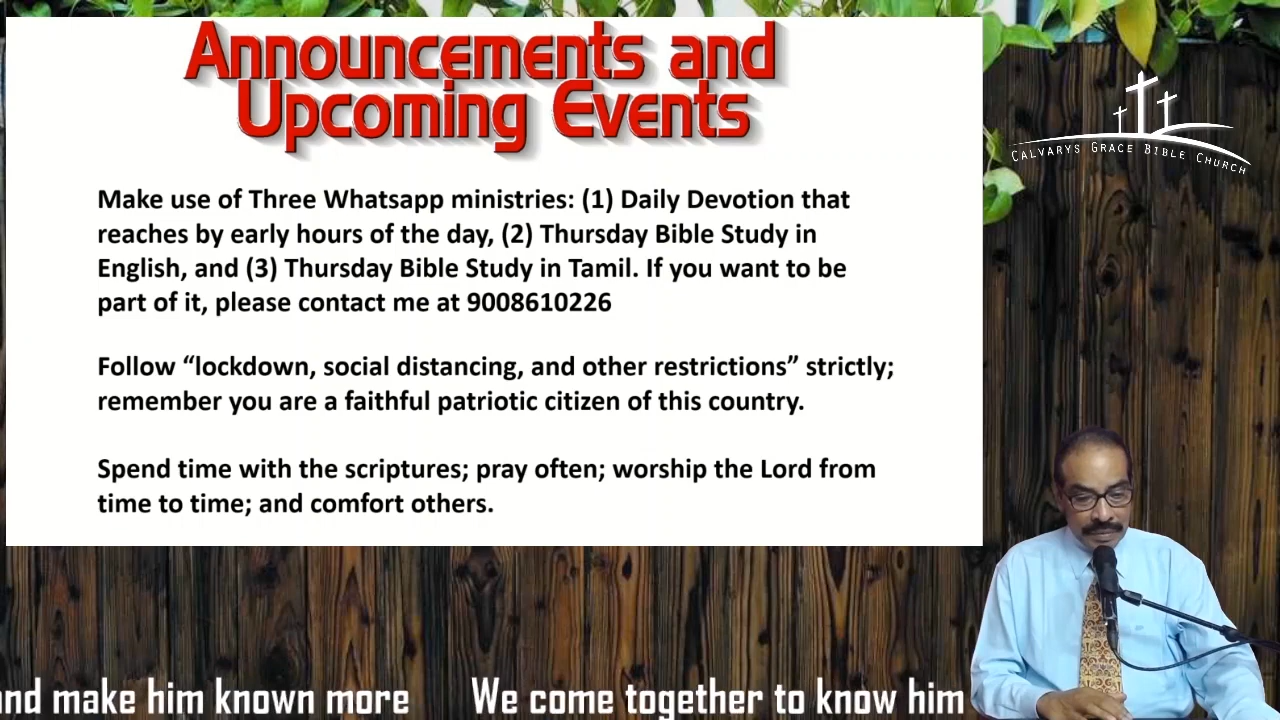 Announcements and
Upcoming Events
CALVARYS GRACE BIBLE CHURCH
Make use of Three Whatsapp ministries: (1) Daily Devotion that
reaches by early hours of the day, (2) Thursday Bible Study in
English, and (3) Thursday Bible Study in Tamil. If you want to be
part of it, please contact me at 9008610226
Follow “lockdown, social distancing, and other restrictions” strictly;
remember you are a faithful patriotic citizen of this country.
Spend time with the scriptures; pray often; worship the Lord from
time to time; and comfort others.
and make him known more We come together to know him